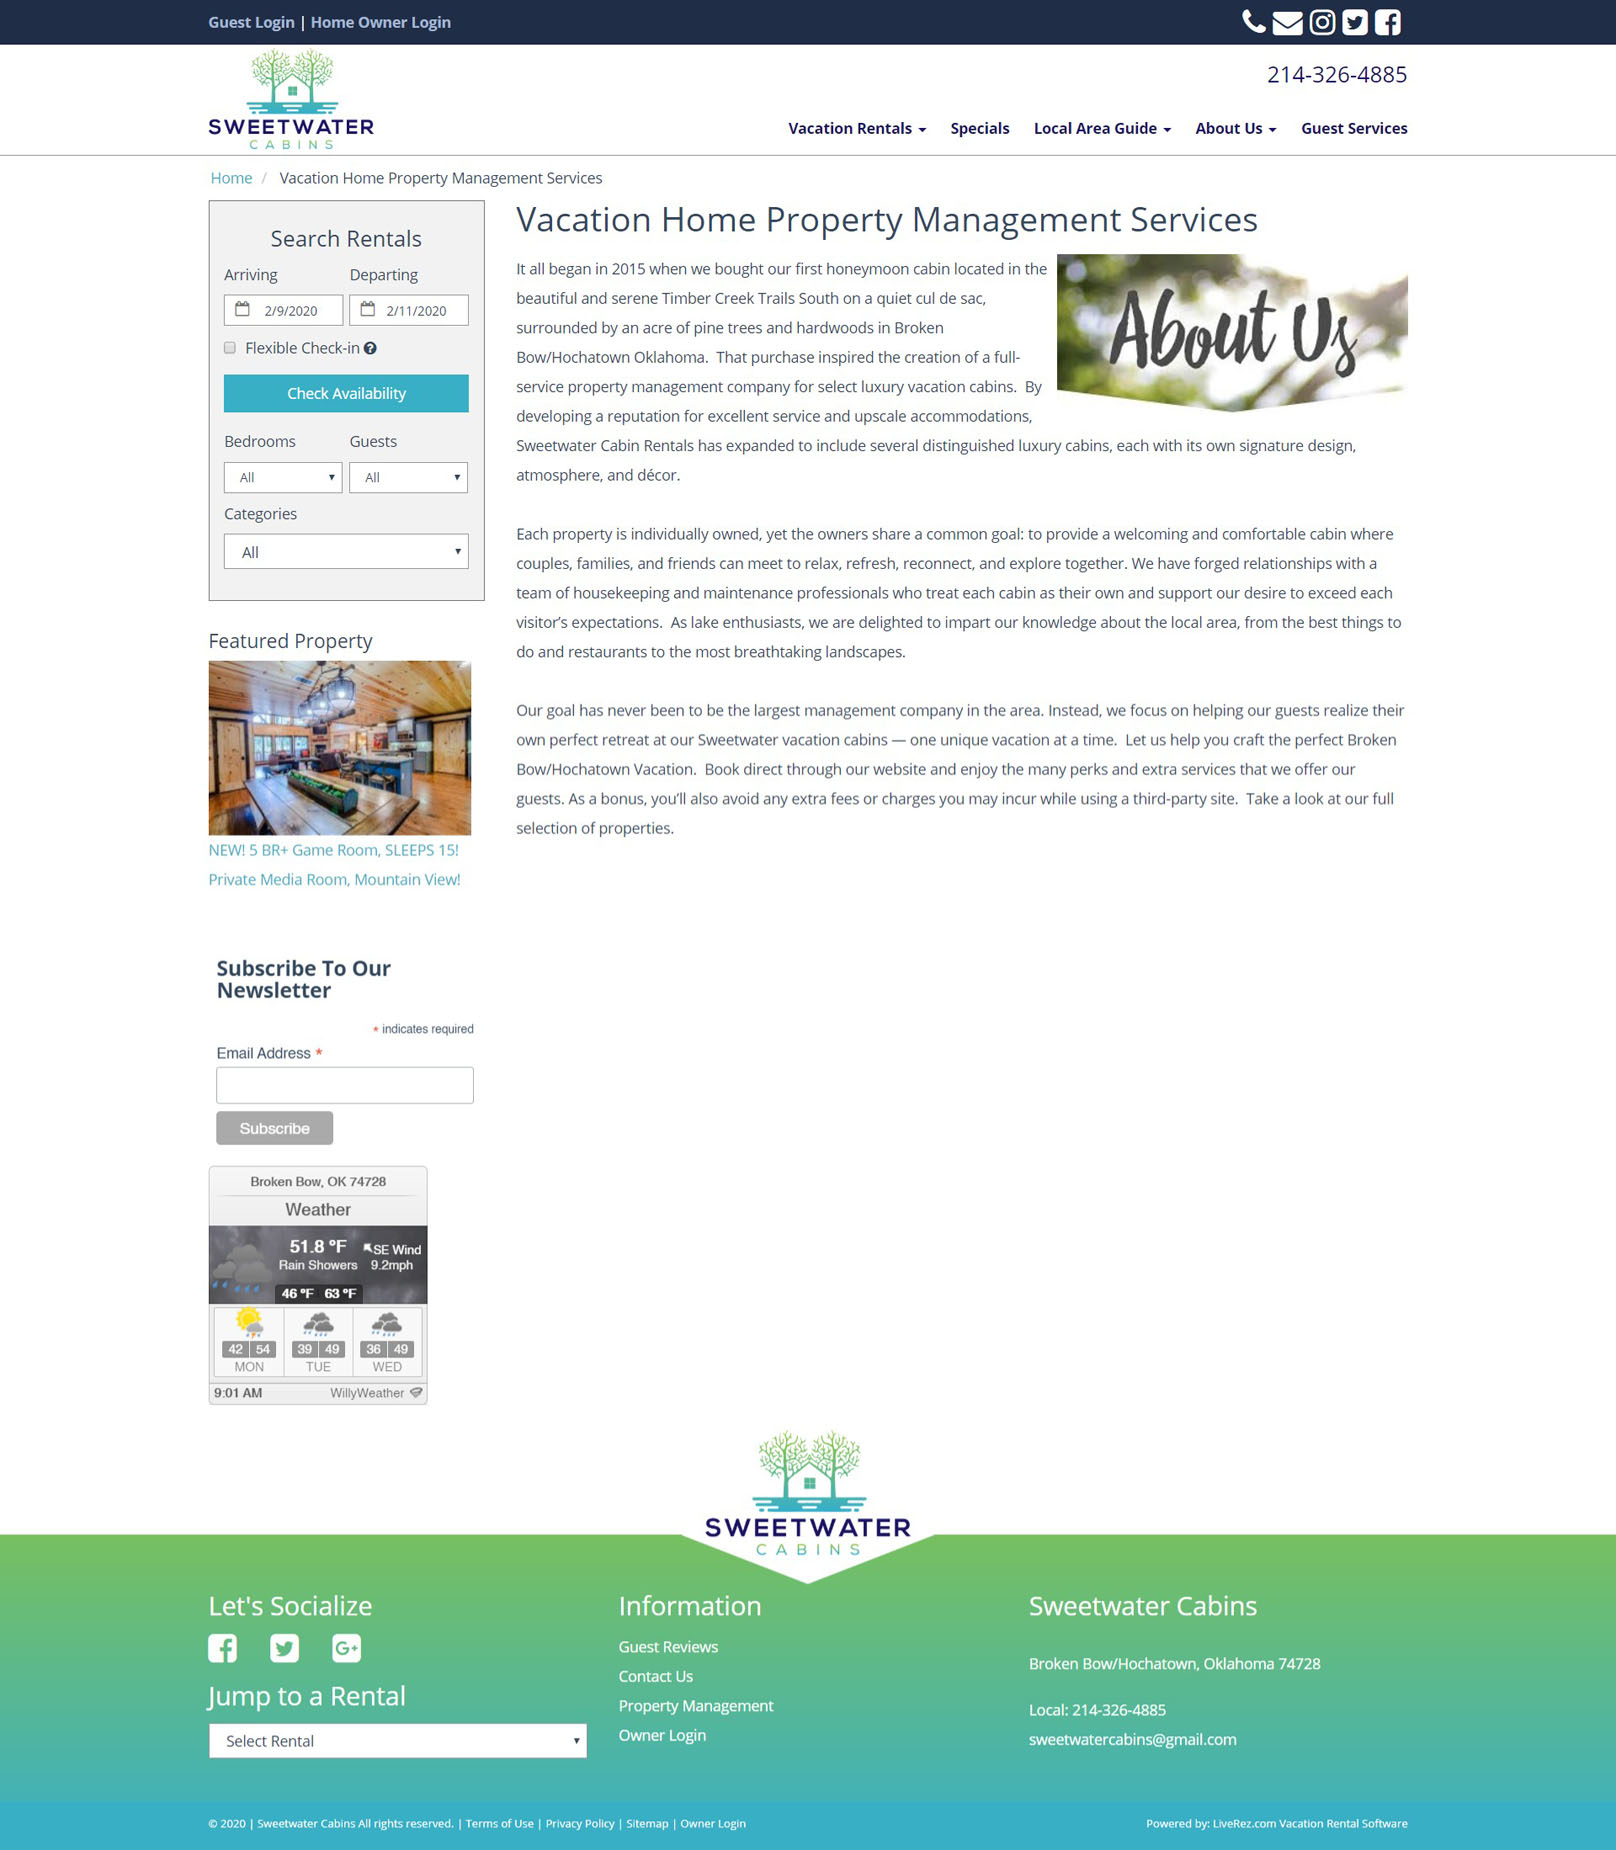 Guest Login | Home Owner Login
SWEETWATER
CABINS
214-326-4885
Vacation Rentals
Specials
Local Area Guide
About Us
Guest Services
Home / Vacation Home Property Management Services
Search Rentals
Arriving
Departing
2/9/2020
2/11/2020
Flexible Check-in
Check Availability
Bedrooms
Guests
All
All
Categories
All
Featured Property
NEW! 5 BR+ Game Room, SLEEPS 15!
Private Media Room, Mountain View!
Subscribe To Our
Newsletter
* indicates required
Email Address *
Subscribe
Broken Bow, OK 74728
Weather
51.8 °F
SE Wind
Rain Showers
9.2mph
46 °F 63 °F
42 54
39 49
36 49
MON
TUE
WED
9:01 AM
WillyWeather
Vacation Home Property Management Services
About Us
It all began in 2015 when we bought our first honeymoon cabin located in the
beautiful and serene Timber Creek Trails South on a quiet cul de sac,
surrounded by an acre of pine trees and hardwoods in Broken
Bow/Hochatown Oklahoma. That purchase inspired the creation of a full-
service property management company for select luxury vacation cabins. By
developing a reputation for excellent service and upscale accommodations,
Sweetwater Cabin Rentals has expanded to include several distinguished luxury cabins, each with its own signature design,
atmosphere, and décor.
Each property is individually owned, yet the owners share a common goal: to provide a welcoming and comfortable cabin where
couples, families, and friends can meet to relax, refresh, reconnect, and explore together. We have forged relationships with a
team of housekeeping and maintenance professionals who treat each cabin as their own and support our desire to exceed each
visitor's expectations. As lake enthusiasts, we are delighted to impart our knowledge about the local area, from the best things to
do and restaurants to the most breathtaking landscapes.
Our goal has never been to be the largest management company in the area. Instead, we focus on helping our guests realize their
own perfect retreat at our Sweetwater vacation cabins — one unique vacation at a time. Let us help you craft the perfect Broken
Bow/Hochatown Vacation. Book direct through our website and enjoy the many perks and extra services that we offer our
guests. As a bonus, you'll also avoid any extra fees or charges you may incur while using a third-party site. Take a look at our full
selection of properties.
SWEETWATER
CABINS
Let's Socialize
G+
Jump to a Rental
Select Rental
Information
Guest Reviews
Contact Us
Property Management
Owner Login
Sweetwater Cabins
Broken Bow/Hochatown, Oklahoma 74728
Local: 214-326-4885
sweetwatercabins@gmail.com
© 2020 | Sweetwater Cabins All rights reserved. | Terms of Use | Privacy Policy | Sitemap | Owner Login
Powered by: LiveRez.com Vacation Rental Software